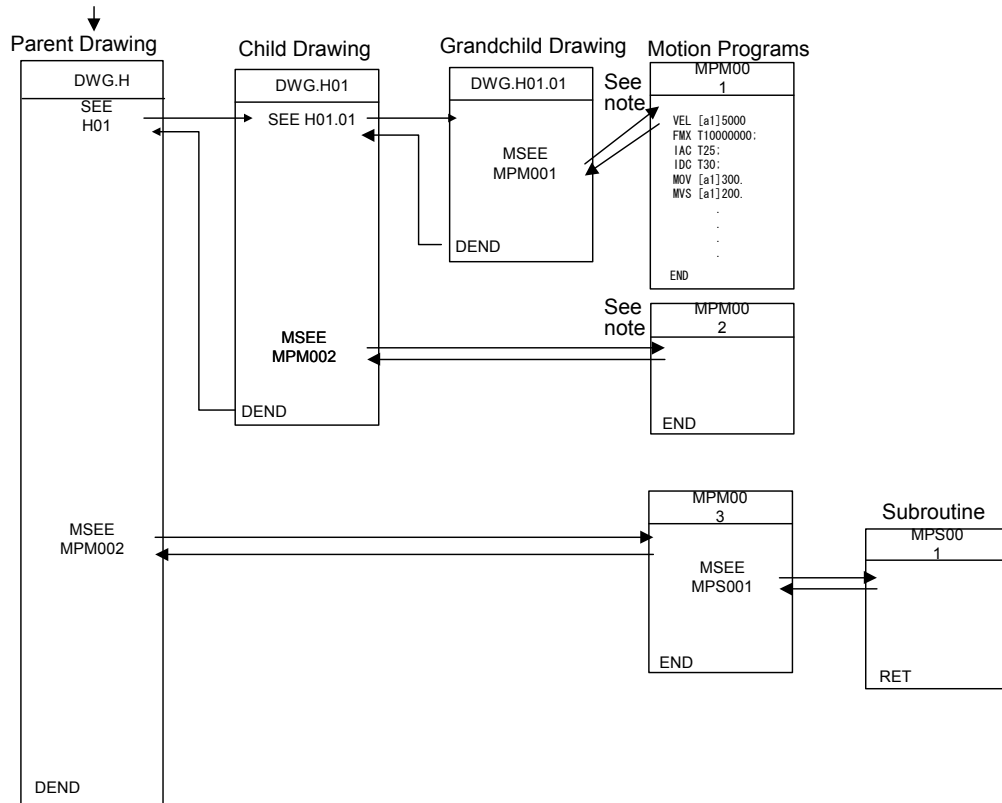 Parent Drawing
DWG.H
SEE
H01
MSEE
MPM002
DEND
Child Drawing
DWG.H01
SEE H01.01
MSEE
MPM002
DEND
Grandchild Drawing
DWG.H01.01
MSEE
MPM001
DEND
See
note
Motion Programs
MPM00
1
VEL [a1]5000
FMX T10000000;
IAC T25;
IDC T30;
MOV [a1]300.
MVS [a1]200.
.
.
.
.
END
See
note
MPM00
2
END
MPM00
3
MSEE
MPS001
END
Subroutine
MPS00
1
RET